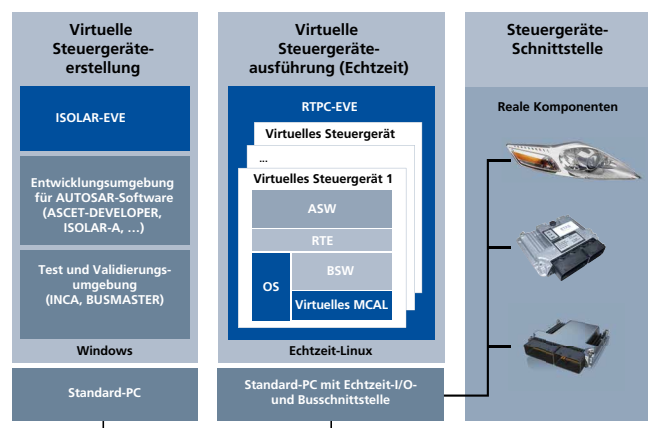 Virtuelle
Steuergeräte-
erstellung
ISOLAR-EVE
Entwicklungsumgebung
für AUTOSAR-Software
(ASCET-DEVELOPER,
ISOLAR-A, …)
Test und Validierungs-
umgebung
(INCA, BUSMASTER)
Windows
Standard-PC
Virtuelle
Steuergeräte-
ausführung (Echtzeit)
RTPC-EVE
Virtuelles Steuergerät
...
Virtuelles Steuergerät 1
ASW
RTE
OS
BSW
Virtuelles MCAL
Echtzeit-Linux
Standard-PC mit Echtzeit-I/O-
und Busschnittstelle
Steuergeräte-
Schnittstelle
Reale Komponenten